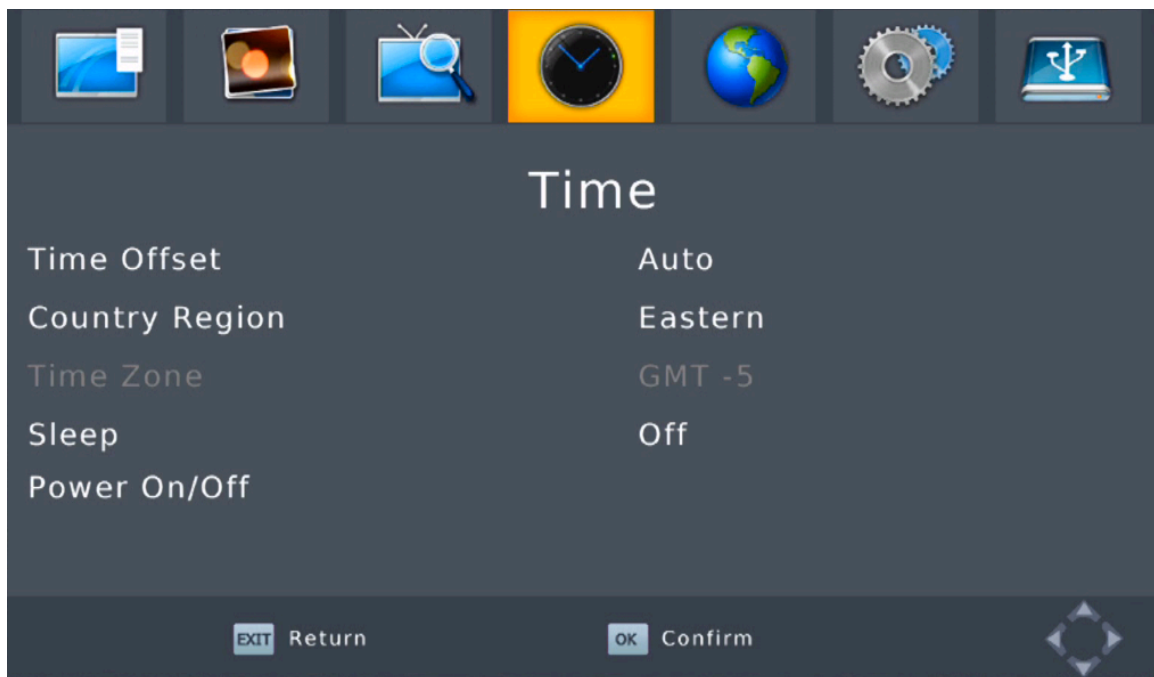 Time
Time Offset Auto
Country Region Eastern
Time Zone GMT -5
Sleep Off
Power On/Off
EXIT Return OK Confirm